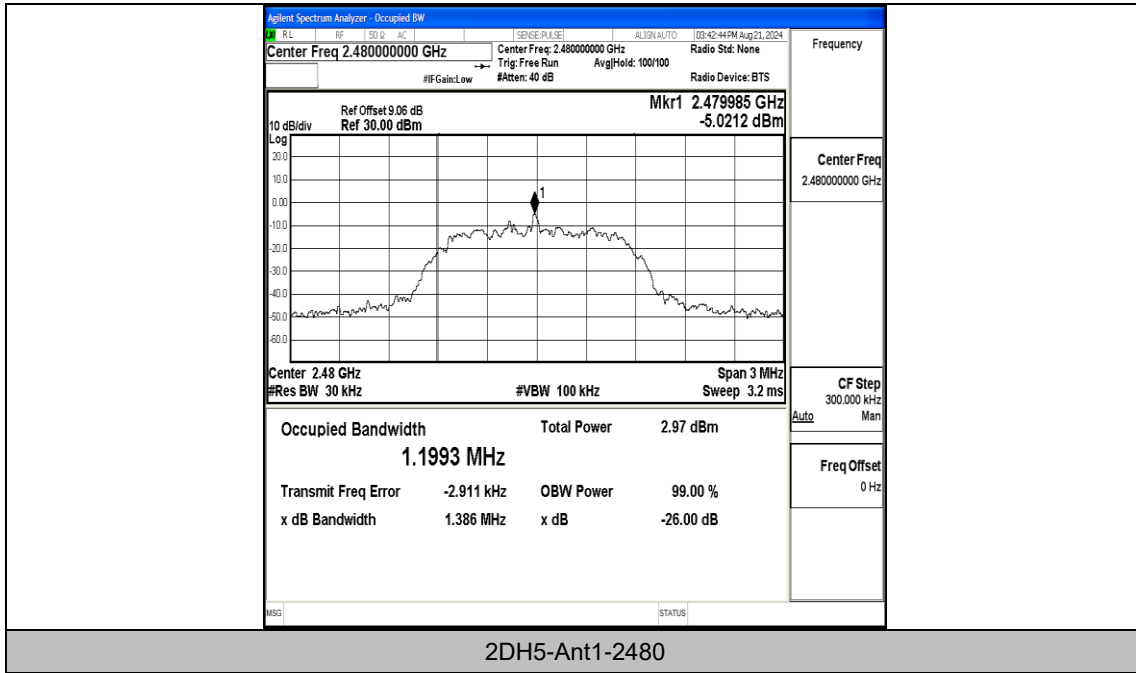 Agilent Spectrum Analyzer - Occupied BW
LXI RL RF 50 Ω AC SENSE:PULSE ALIGN AUTO 03:42:44 PM Aug 21, 2024
Center Freq 2.480000000 GHz
Center Freq: 2.480000000 GHz
Radio Std: None
Trig: Free Run Avg|Hold: 100/100
#IFGain:Low
#Atten: 40 dB
Radio Device: BTS
Frequency
Ref Offset 9.06 dB
Mkr1 2.479985 GHz
10 dB/div Ref 30.00 dBm
-5.0212 dBm
Log
20.0
10.0
0.00
-10.0
-20.0
-30.0
-40.0
-50.0
-60.0
1
Center 2.48 GHz
Span 3 MHz
#Res BW 30 kHz
#VBW 100 kHz
Sweep 3.2 ms
Occupied Bandwidth
Total Power 2.97 dBm
1.1993 MHz
Transmit Freq Error -2.911 kHz
OBW Power 99.00 %
x dB Bandwidth 1.386 MHz
x dB -26.00 dB
Center Freq
2.480000000 GHz
CF Step
300.000 kHz
Auto Man
Freq Offset
0 Hz
MSG
STATUS
2DH5-Ant1-2480